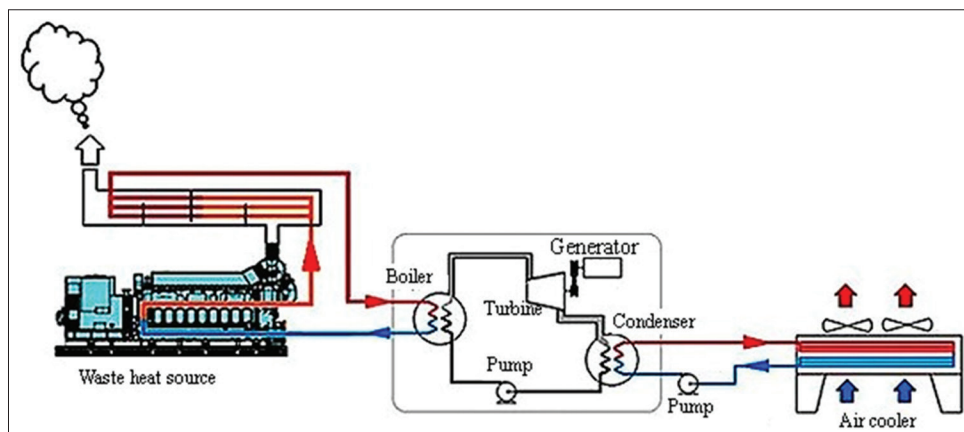 Generator
Boiler
Turbine
Condenser
Pump
Waste heat source
Pump
Air cooler